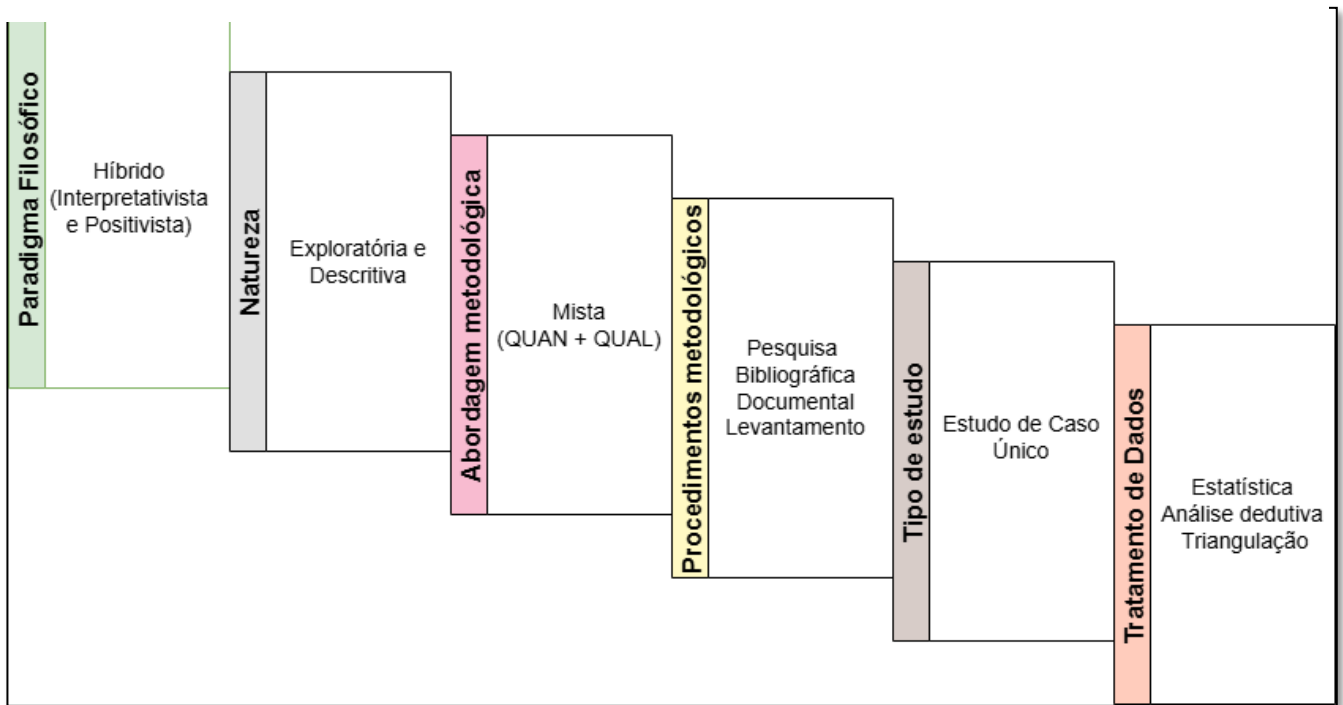 Paradigma Filosófico
Híbrido
(Interpretativista
e Positivista)
Natureza
Exploratória e
Descritiva
Abordagem metodológica
Mista
(QUAN + QUAL)
Procedimentos metodológicos
Pesquisa
Bibliográfica
Documental
Levantamento
Tipo de estudo
Estudo de Caso
Único
Tratamento de Dados
Estatística
Análise dedutiva
Triangulação